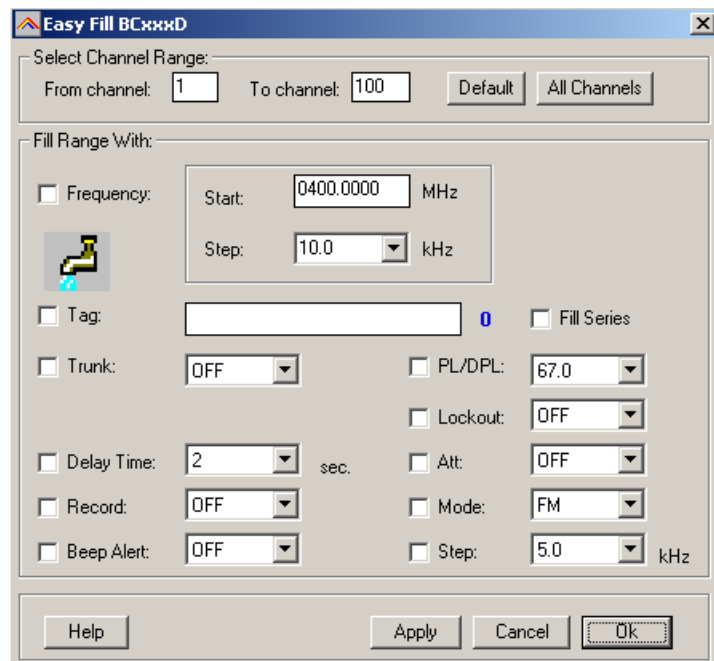 Easy Fill BCxxxD
Select Channel Range:
From channel: 1 To channel: 100 Default All Channels
Fill Range With:
Frequency: Start: 0400.0000 MHz
Step: 10.0 kHz
Tag: 0 Fill Series
Trunk: OFF PL/DPL: 67.0
Lockout: OFF
Delay Time: 2 sec. Att: OFF
Record: OFF Mode: FM
Beep Alert: OFF Step: 5.0 kHz
Help Apply Cancel Ok